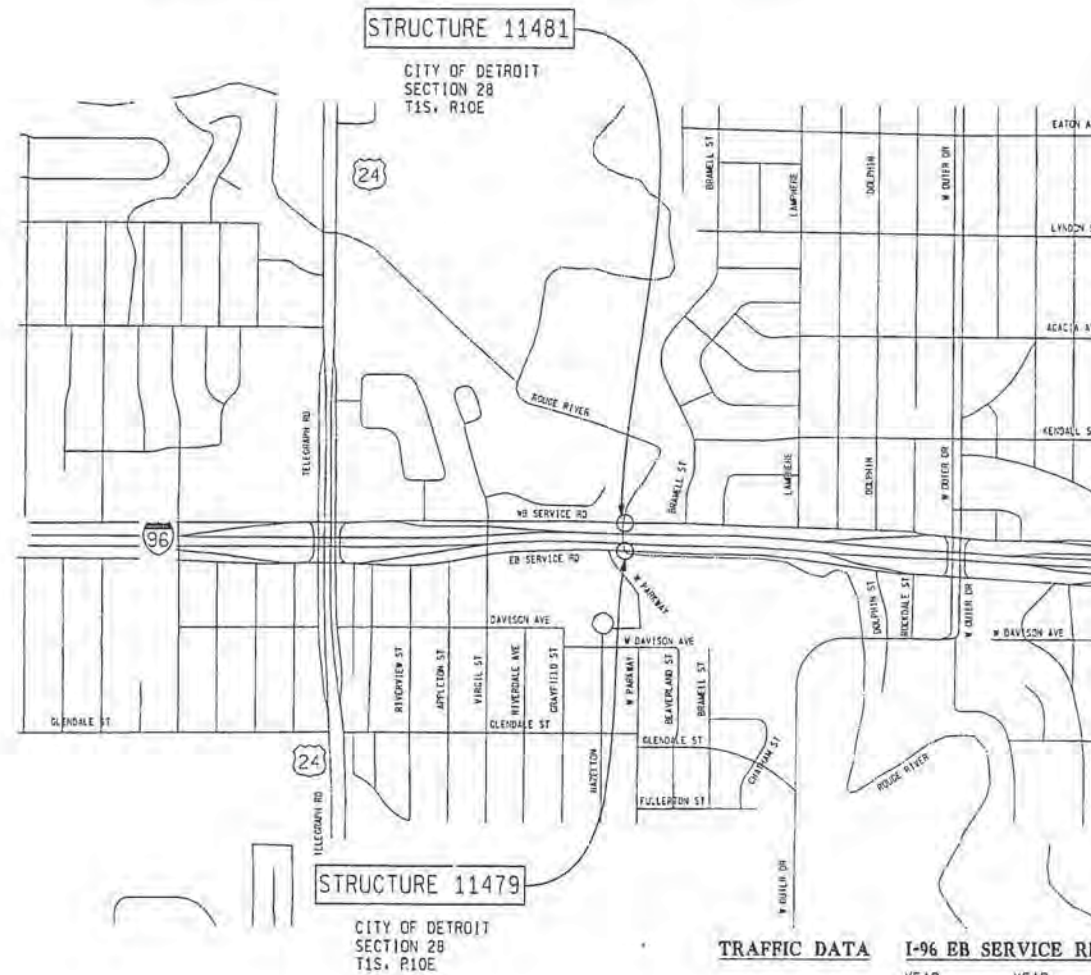 STRUCTURE 11481
CITY OF DETROIT
SECTION 28
T1S, R10E
24
EATON A
BRAMELL ST
LAMPHERE
DOLPHIN
W OUTER DR
LYNDON S
ACACIA A
ROUGE RIVER
TELEGRAPH RD
KENDALL S
BRAMELL ST
LAMPHERE
DOLPHIN
W OUTER DR
WB SERVICE RD
96
EB SERVICE RD
W PARKWAY
DOLPHIN ST
ROCKDALE ST
W OUTER DR
DAVISON AVE
W DAVISON AVE
W DAVISON AVE
RIVERVIEW ST
APPLETON ST
VIRGIL ST
RIVERDALE AVE
GRAYFIELD ST
W PARKWAY
BEAVERLAND ST
BRAMELL ST
GLENDALE ST
GLENDALE ST
GLENDALE ST
CHATHAM ST
24
HAZELTON
ROUGE RIVER
FULLERTON ST
TELEGRAPH RD
W OUTER DR
STRUCTURE 11479
CITY OF DETROIT
SECTION 28
T1S, R10E
TRAFFIC DATA I-96 EB SERVICE R
YEAR YEAR